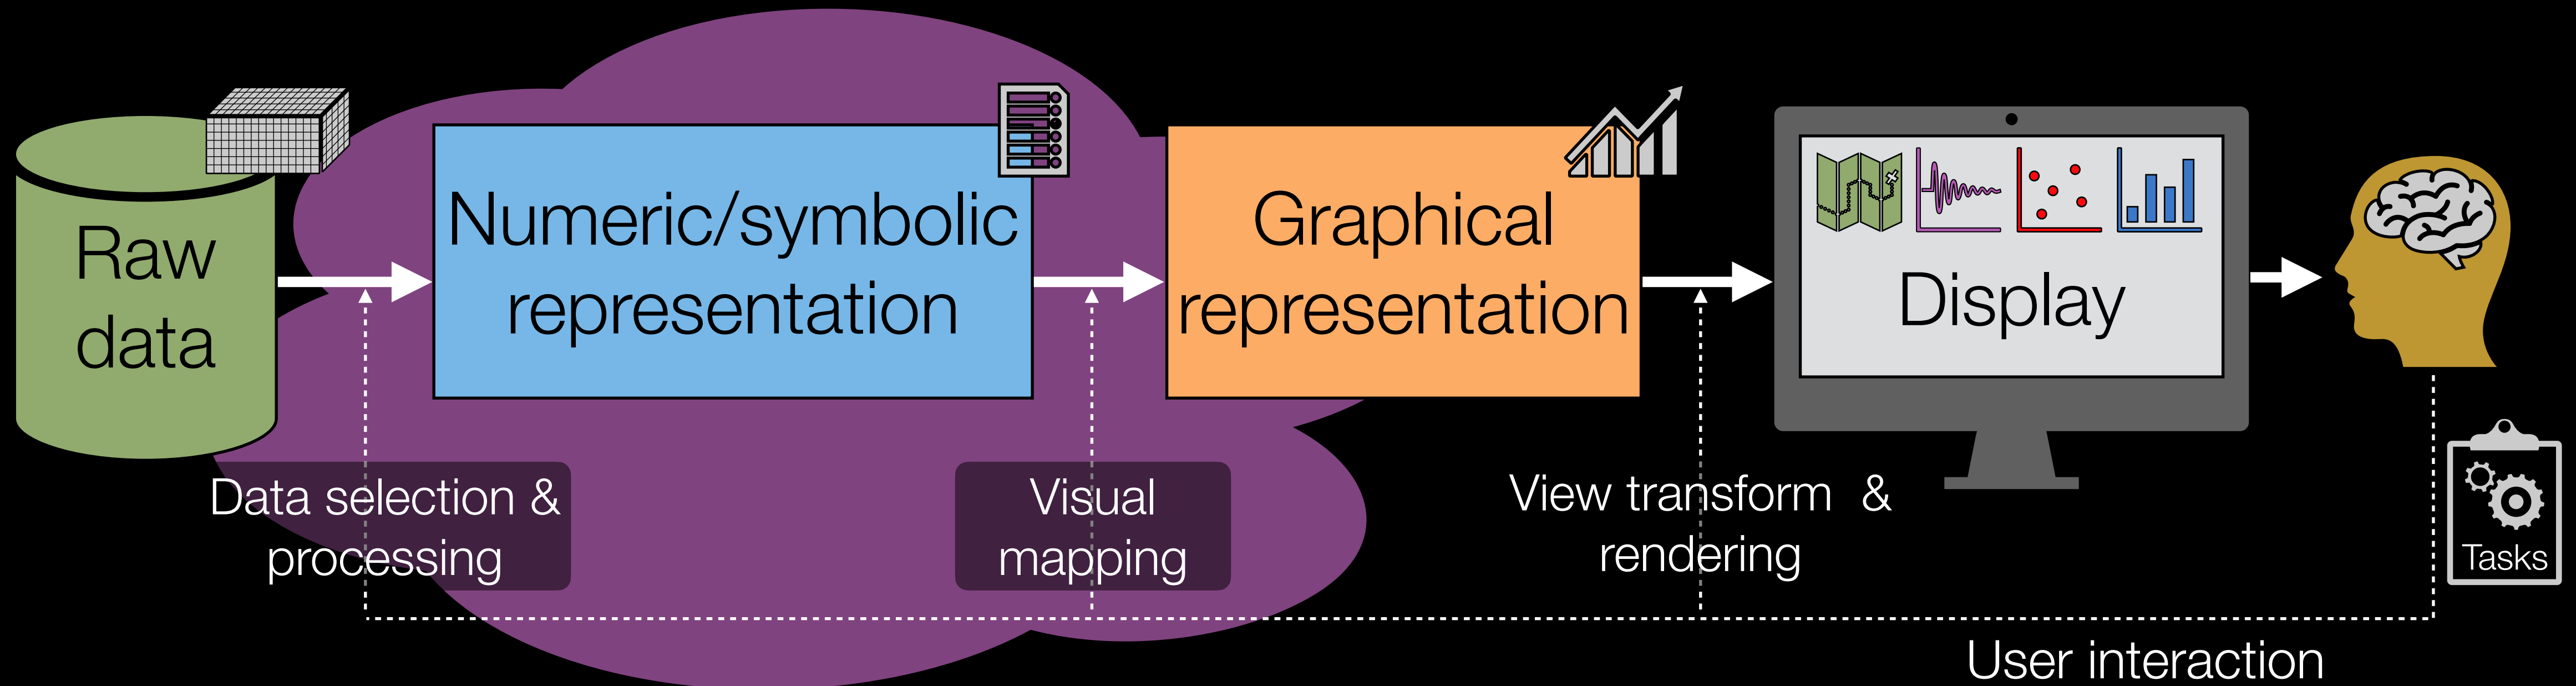 Raw
data
Numeric/symbolic
representation
Graphical
representation
Display
Data selection &
processing
Visual
mapping
View transform  &
rendering
Tasks
User interaction